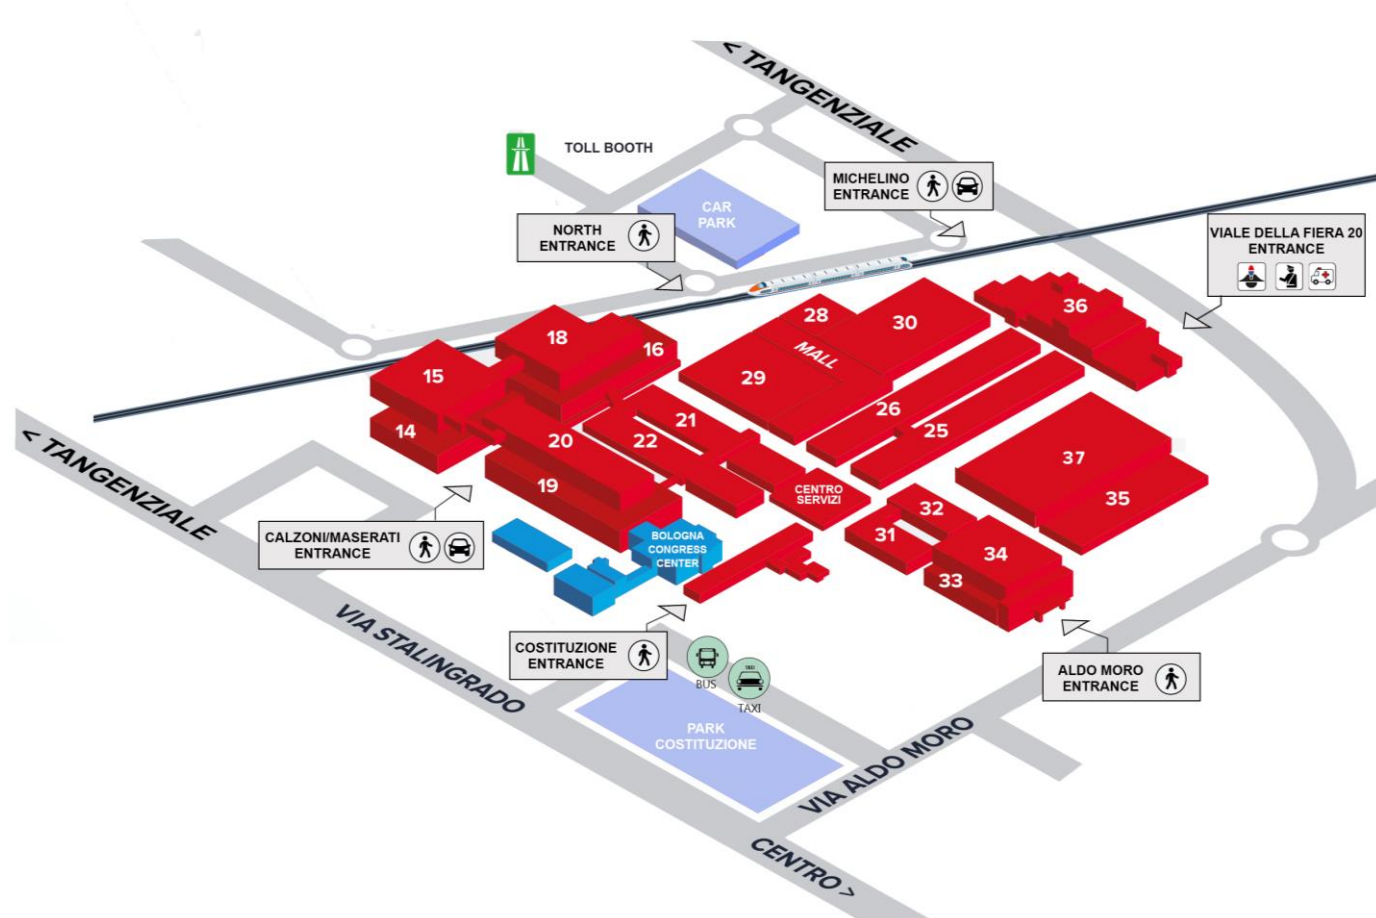 < TANGENZIALE
TOLL BOOTH
MICHELINO
ENTRANCE
CAR
PARK
NORTH
ENTRANCE
VIALE DELLA FIERA 20
ENTRANCE
36
28
30
MALL
18
16
29
15
26
21
25
14
20
22
37
19
CENTRO
SERVIZI
35
32
31
34
33
< TANGENZIALE
CALZONI/MASERATI
ENTRANCE
BOLOGNA
CONGRESS
CENTER
VIA STALINGRADO
COSTITUZIONE
ENTRANCE
BUS
TAXI
TAXI
ALDO MORO
ENTRANCE
PARK
COSTITUZIONE
VIA ALDO MORO
CENTRO >